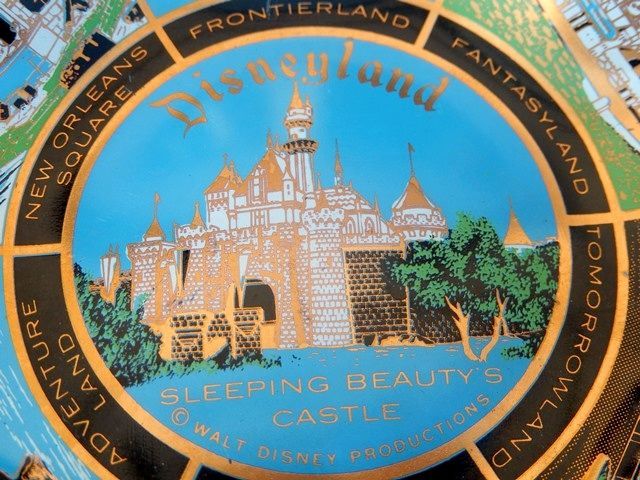 FRONTIERLAND
NEW ORLEANS
SQUARE
FANTASYLAND
Disneyland
TOMORROWLAND
ADVENTURE
LAND
SLEEPING BEAUTY'S
CASTLE
© WALT DISNEY PRODUCTIONS